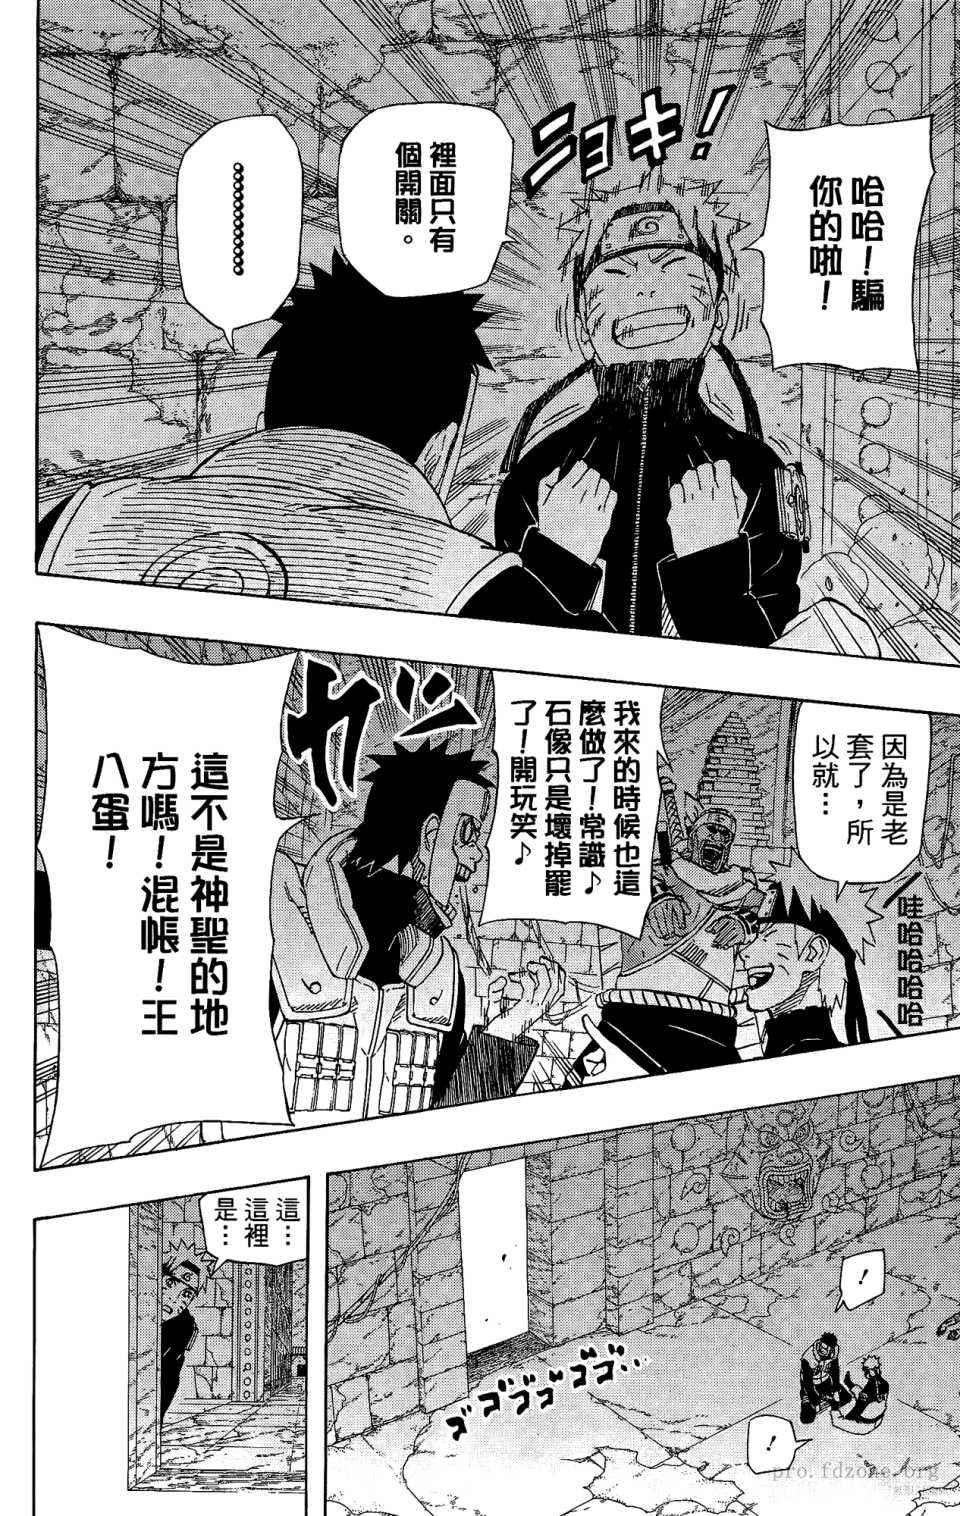 哈哈！騙
你的啦！
ニョキ！
裡面只有
個開關。
…………
因為是老
套了，所
以就…
哇哈哈哈哈
我來的時候也這
麼做了！常識♪
石像只是壞掉罷
了！開玩笑♪
ガッ
這不是神聖的地
方嗎！混帳！王
八蛋！
！
！
ズゴゴゴゴゴ…
這…
這裡
是…
pro.fdzone.org